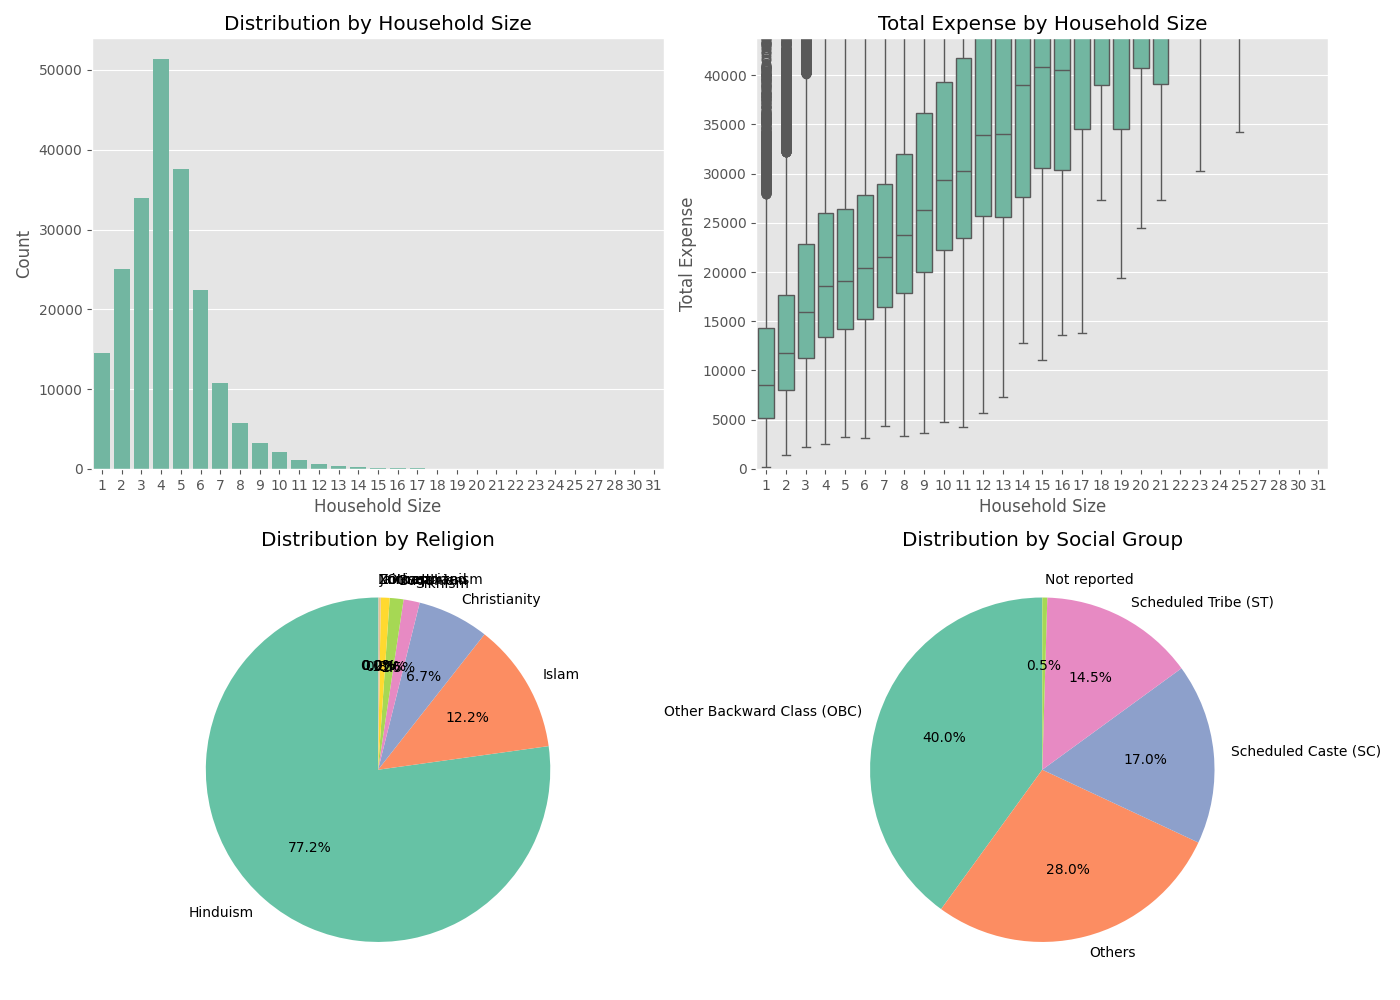 Distribution by Household Size
Count
50000
40000
30000
20000
10000
0
1 2 3 4 5 6 7 8 9 10 11 12 13 14 15 16 17 18 19 20 21 22 23 24 25 27 28 30 31
Household Size
Total Expense by Household Size
Total Expense
40000
35000
30000
25000
20000
15000
10000
5000
0
1 2 3 4 5 6 7 8 9 10 11 12 13 14 15 16 17 18 19 20 21 22 23 24 25 27 28 30 31
Household Size
Distribution by Religion
Christianity
Islam
6.7%
12.2%
77.2%
Hinduism
Distribution by Social Group
Not reported
Scheduled Tribe (ST)
0.5%
14.5%
Other Backward Class (OBC)
40.0%
Scheduled Caste (SC)
17.0%
28.0%
Others